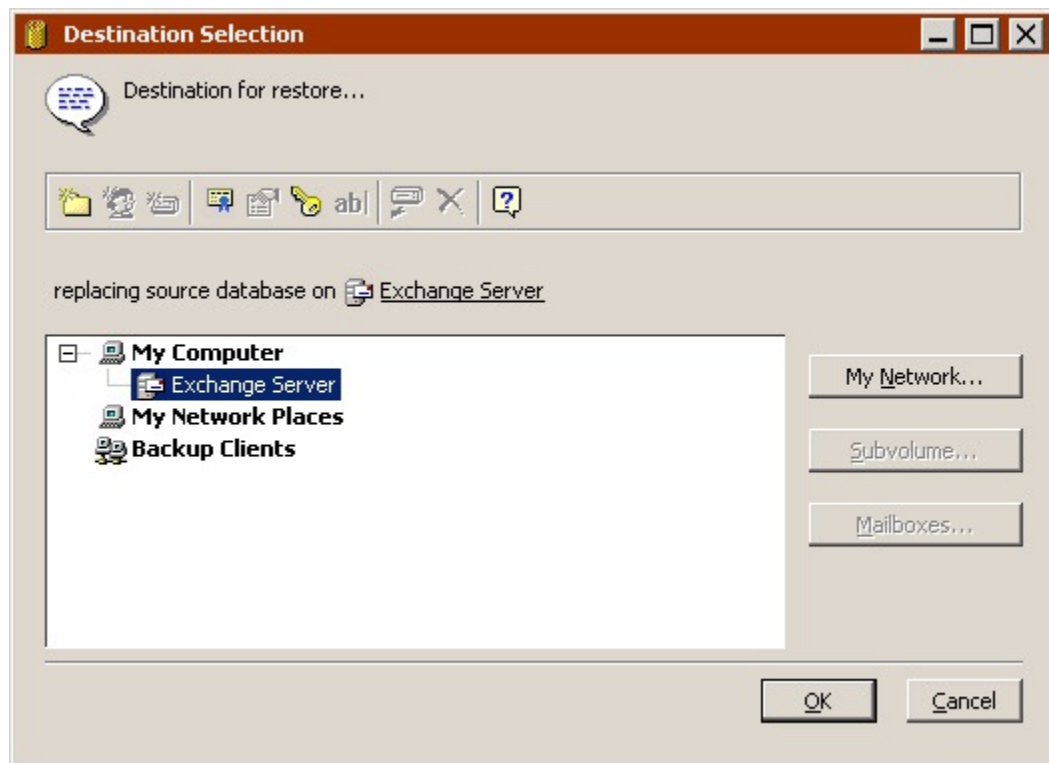 Destination Selection
Destination for restore...
ab|
?
replacing source database on Exchange Server
My Computer
Exchange Server
My Network Places
Backup Clients
My Network...
Subvolume...
Mailboxes...
OK
Cancel